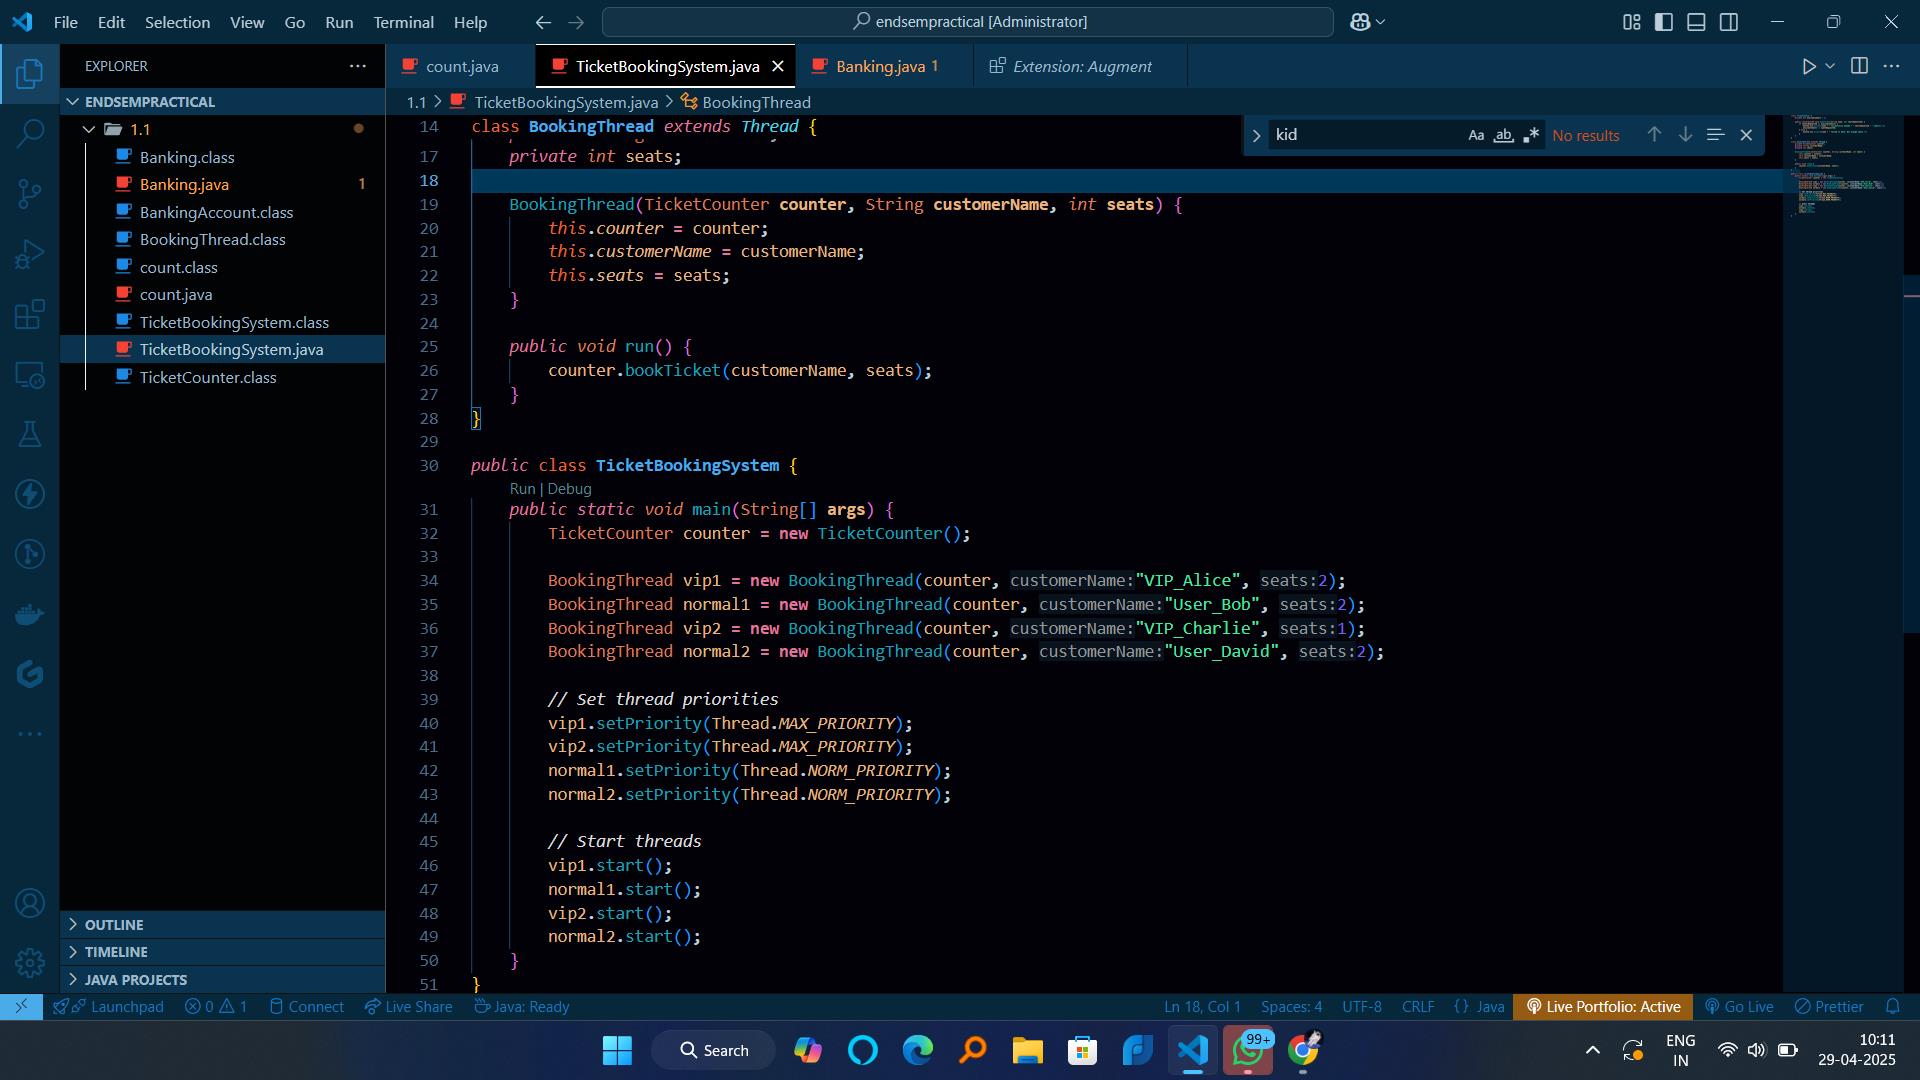 File Edit Selection View Go Run Terminal Help
endsempractical [Administrator]
EXPLORER
count.java
TicketBookingSystem.java
Banking.java 1
Extension: Augment
ENDSEMPRACTICAL
1.1
Banking.class
Banking.java 1
BankingAccount.class
BookingThread.class
count.class
count.java
TicketBookingSystem.class
TicketBookingSystem.java
TicketCounter.class
OUTLINE
TIMELINE
JAVA PROJECTS
1.1 > TicketBookingSystem.java > BookingThread
kid
Aa ab .* No results
14 class BookingThread extends Thread {
17 private int seats;
18
19 BookingThread(TicketCounter counter, String customerName, int seats) {
20 this.counter = counter;
21 this.customerName = customerName;
22 this.seats = seats;
23 }
24
25 public void run() {
26 counter.bookTicket(customerName, seats);
27 }
28 }
29
30 public class TicketBookingSystem {
Run | Debug
31 public static void main(String[] args) {
32 TicketCounter counter = new TicketCounter();
33
34 BookingThread vip1 = new BookingThread(counter, customerName:"VIP_Alice", seats:2);
35 BookingThread normal1 = new BookingThread(counter, customerName:"User_Bob", seats:2);
36 BookingThread vip2 = new BookingThread(counter, customerName:"VIP_Charlie", seats:1);
37 BookingThread normal2 = new BookingThread(counter, customerName:"User_David", seats:2);
38
39 // Set thread priorities
40 vip1.setPriority(Thread.MAX_PRIORITY);
41 vip2.setPriority(Thread.MAX_PRIORITY);
42 normal1.setPriority(Thread.NORM_PRIORITY);
43 normal2.setPriority(Thread.NORM_PRIORITY);
44
45 // Start threads
46 vip1.start();
47 normal1.start();
48 vip2.start();
49 normal2.start();
50 }
51 }
Launchpad 0 1 Connect Live Share Java: Ready
Ln 18, Col 1 Spaces: 4 UTF-8 CRLF {} Java Live Portfolio: Active Go Live Prettier
Search
99+
ENG
IN
10:11
29-04-2025